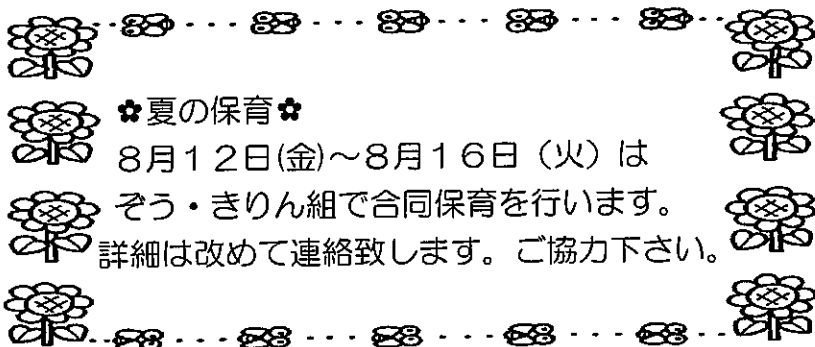 ✿夏の保育✿
８月１２日(金)～８月１６日（火）は
ぞう・きりん組で合同保育を行います。
詳細は改めて連絡致します。ご協力下さい。